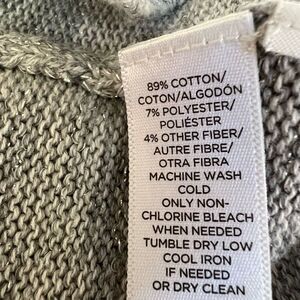 89% COTTON/
COTON/ALGODÓN
7% POLYESTER/
POLIÉSTER
4% OTHER FIBER/
AUTRE FIBRE/
OTRA FIBRA
MACHINE WASH
COLD
ONLY NON-
CHLORINE BLEACH
WHEN NEEDED
TUMBLE DRY LOW
COOL IRON
IF NEEDED
OR DRY CLEAN